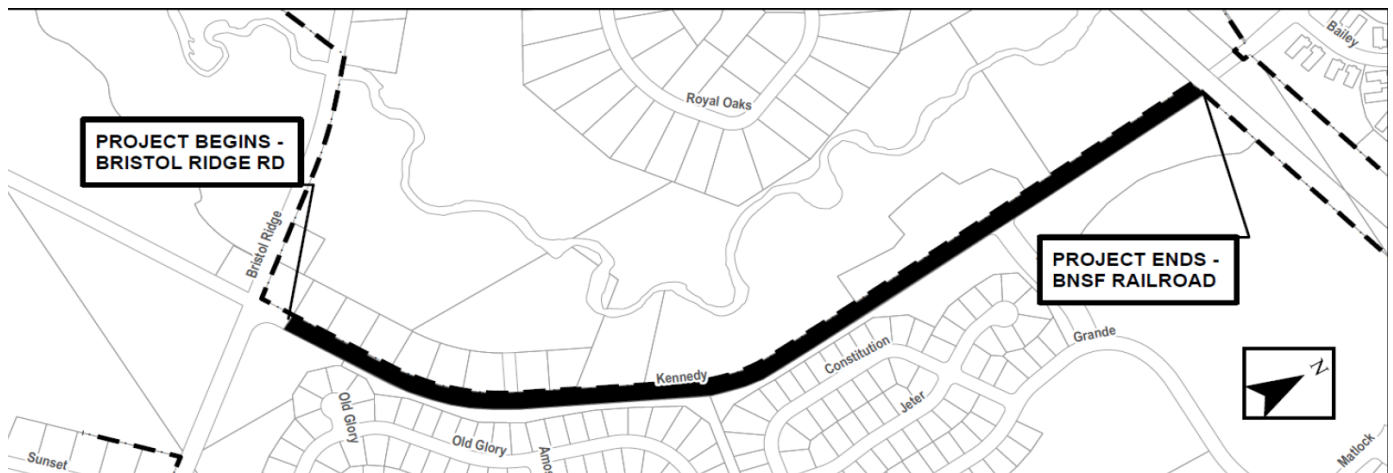 Bailey
Royal Oaks
PROJECT BEGINS -
BRISTOL RIDGE RD
Bristol Ridge
PROJECT ENDS -
BNSF RAILROAD
N
Grande
Constitution
Kennedy
Jeter
Old Glory
Old Glory
Amos
Matlock
Sunset